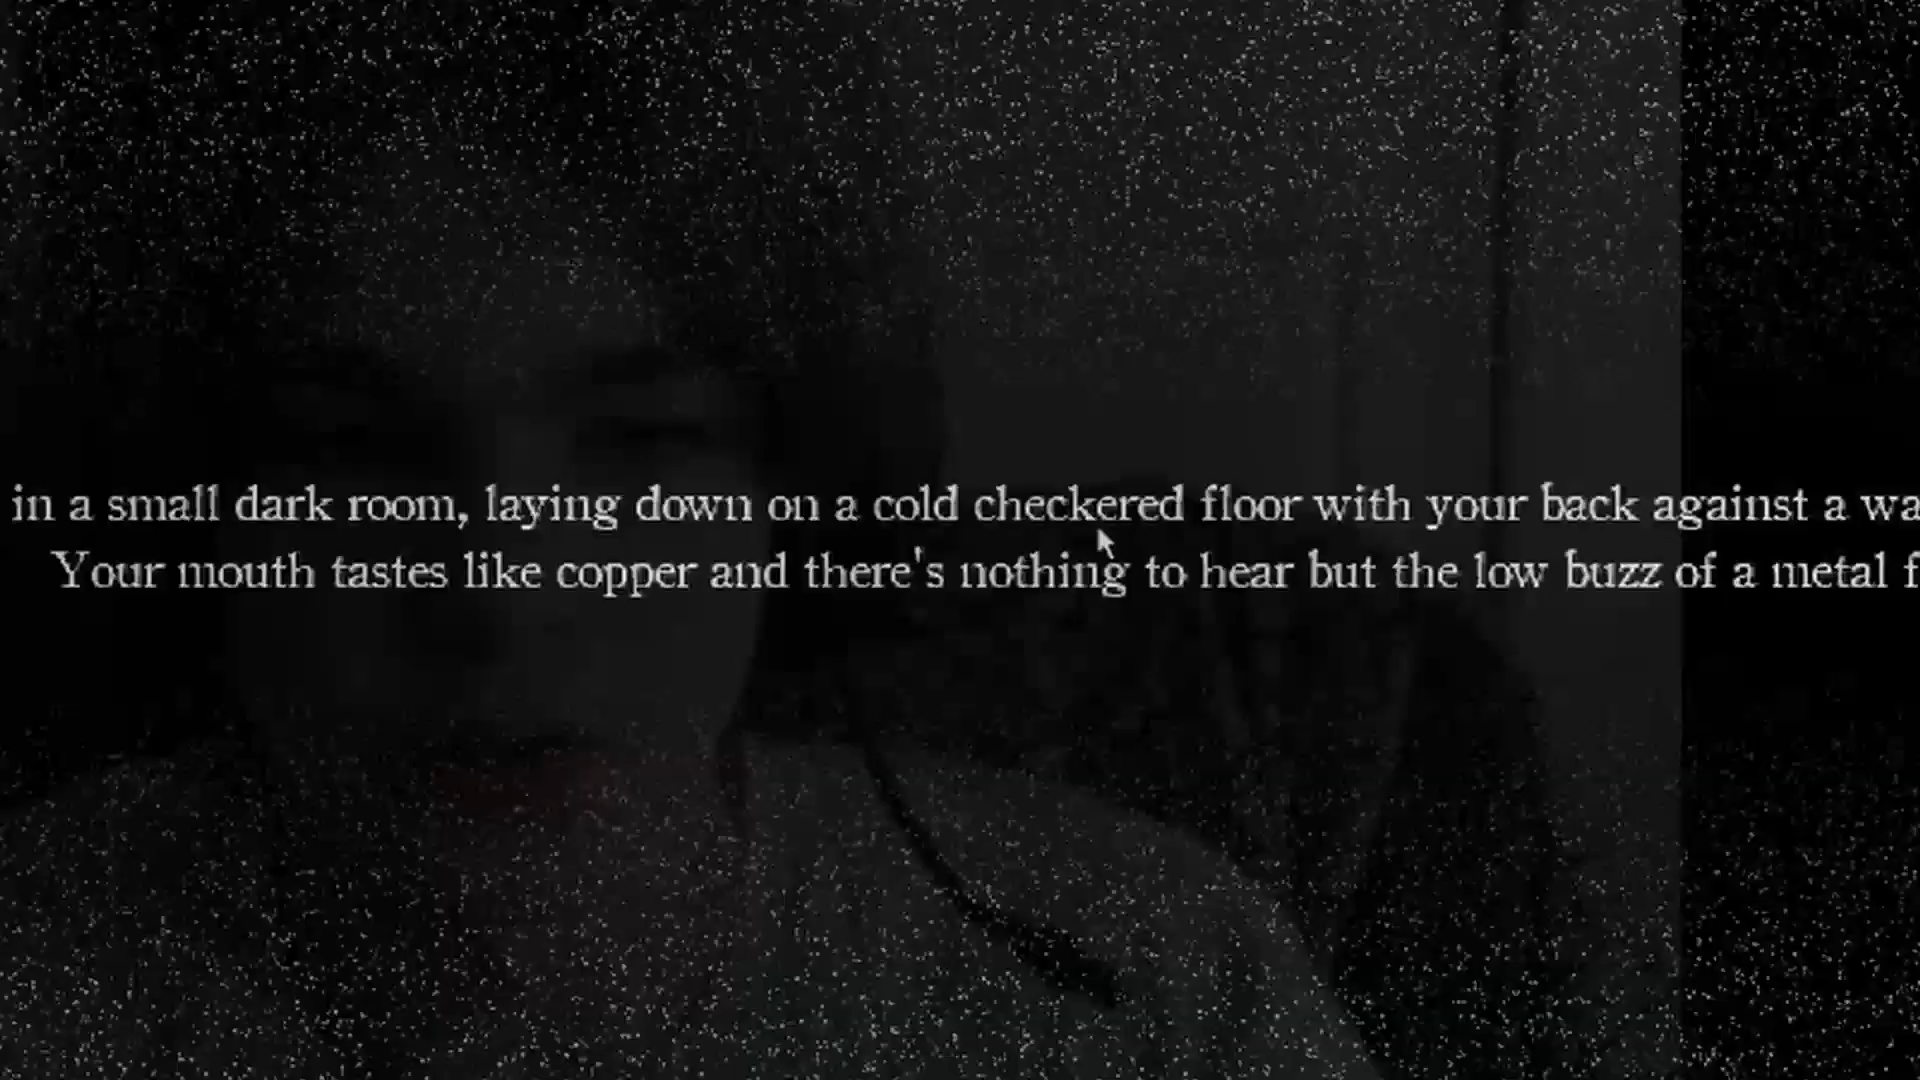 in a small dark room, laying down on a cold checkered floor with your back against a
Your mouth tastes like copper and there's nothing to hear but the low buzz of a metal